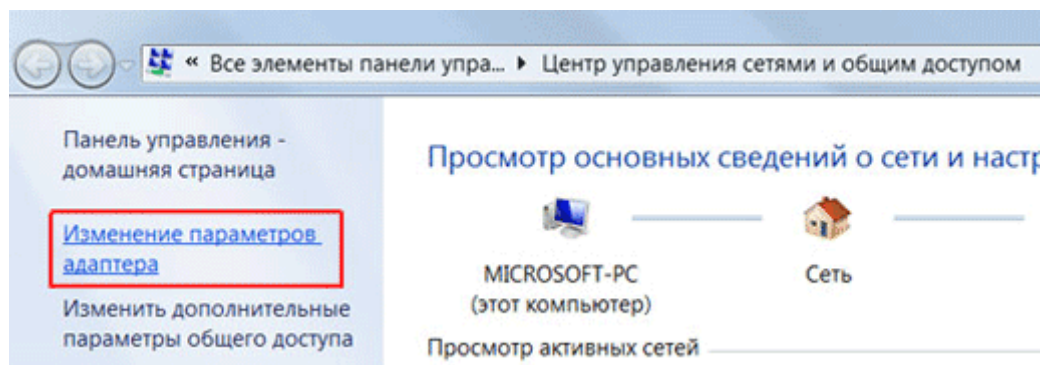 « Все элементы панели упра... ▸ Центр управления сетями и общим доступом
Панель управления -
домашняя страница
Изменение параметров
адаптера
Изменить дополнительные
параметры общего доступа
Просмотр основных сведений о сети и настр
MICROSOFT-PC
(этот компьютер)
Сеть
Просмотр активных сетей